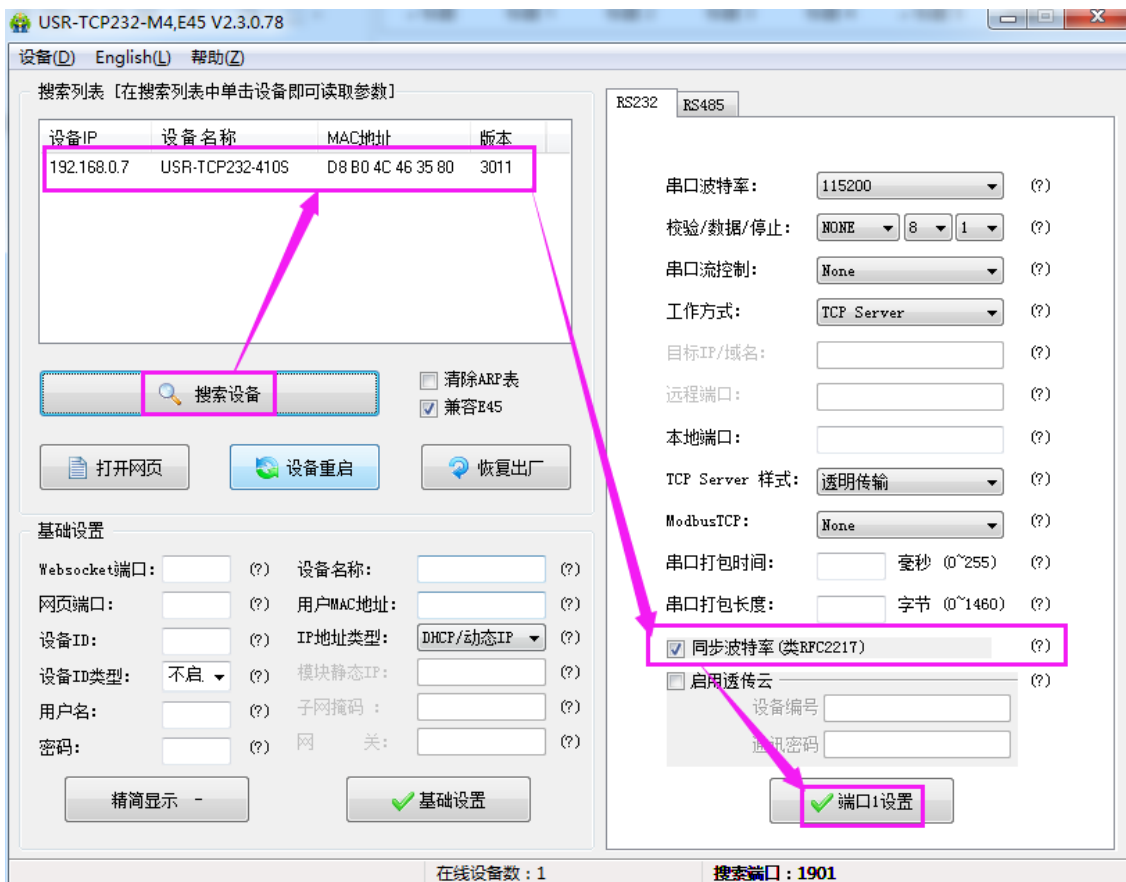 USR-TCP232-M4,E45 V2.3.0.78
设备(D) English(L) 帮助(Z)
搜索列表 [在搜索列表中单击设备即可读取参数]
设备IP 设备名称 MAC地址 版本
192.168.0.7 USR-TCP232-410S D8 B0 4C 46 35 80 3011
搜索设备
清除ARP表
兼容E45
打开网页 设备重启 恢复出厂
基础设置
Websocket端口: (?) 设备名称: (?)
网页端口: (?) 用户MAC地址: (?)
设备ID: (?) IP地址类型: DHCP/动态IP (?)
设备ID类型: 不启. (?) 模块静态IP: (?)
用户名: (?) 子网掩码 : (?)
密码: (?) 网 关: (?)
精简显示 - 基础设置
RS232 RS485
串口波特率: 115200 (?)
校验/数据/停止: NONE 8 1 (?)
串口流控制: None (?)
工作方式: TCP Server (?)
目标IP/域名: (?)
远程端口: (?)
本地端口: (?)
TCP Server 样式: 透明传输 (?)
ModbusTCP: None (?)
串口打包时间: 毫秒 (0~255) (?)
串口打包长度: 字节 (0~1460) (?)
同步波特率(类RFC2217) (?)
启用透传云 (?)
设备编号
通讯密码
端口1设置
在线设备数：1 搜索端口：1901